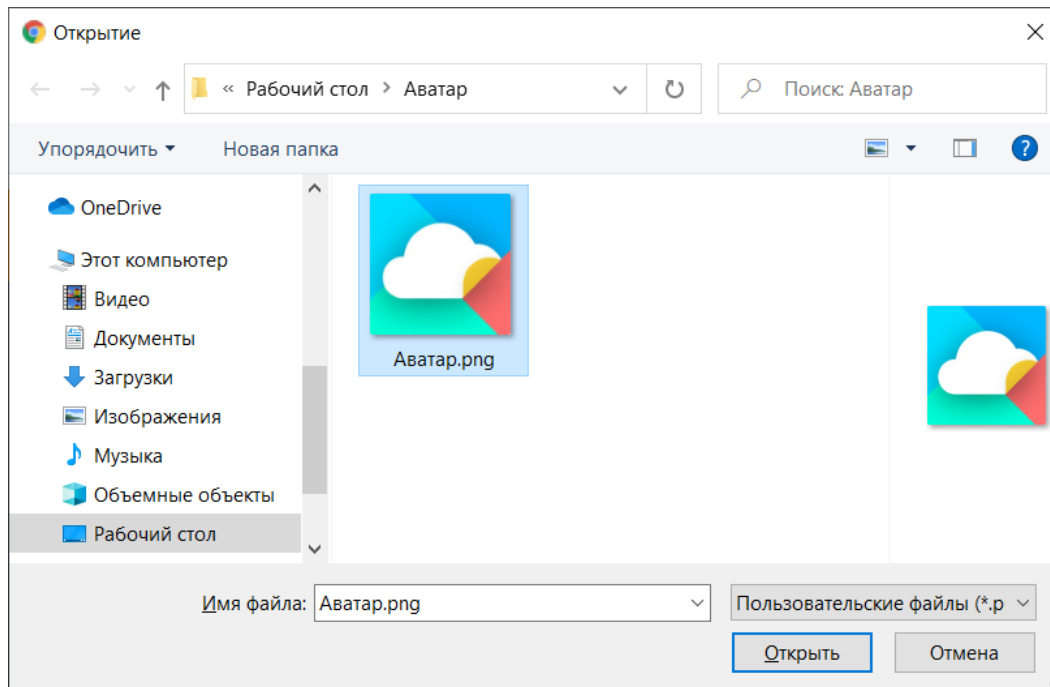 Открытие
« Рабочий стол > Аватар
Поиск: Аватар
Упорядочить
Новая папка
?
OneDrive
Этот компьютер
Видео
Документы
Загрузки
Изображения
Музыка
Объемные объекты
Рабочий стол
Аватар.png
Имя файла: Аватар.png
Пользовательские файлы (*.p
Открыть
Отмена